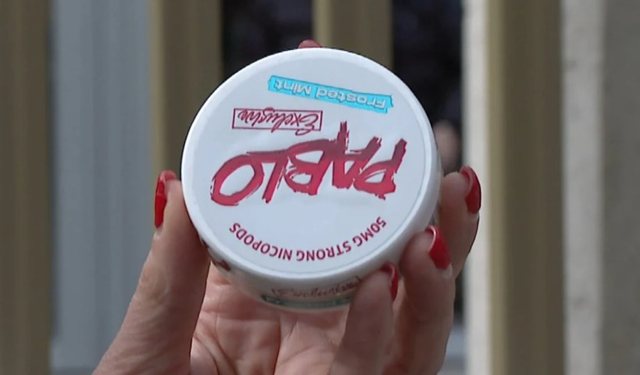 50MG STRONG NICOPODS
PABLO
Exclusive
Frosted Mint